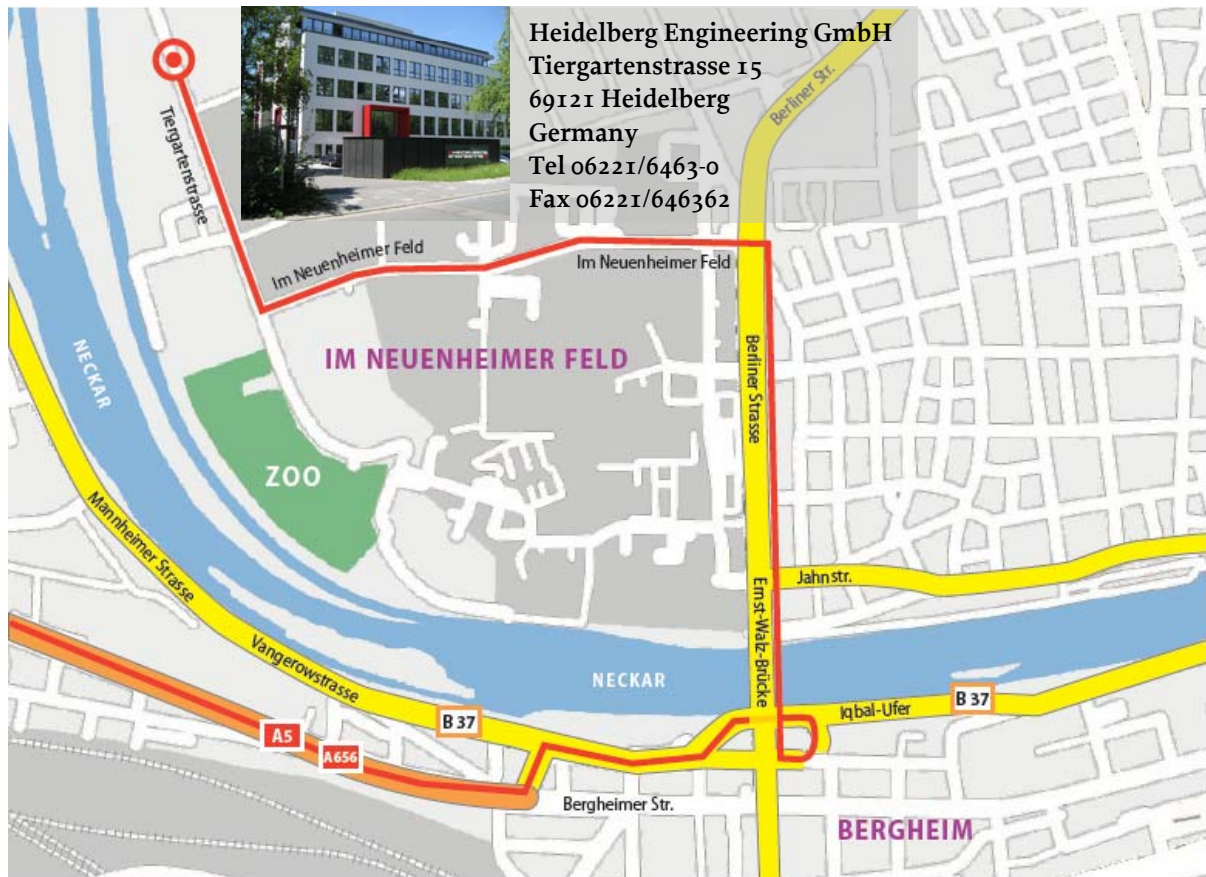 Heidelberg Engineering GmbH
Tiergartenstrasse 15
69121 Heidelberg
Germany
Tel 06221/6463-0
Fax 06221/646362
Berliner Str.
Tiergartenstrasse
Im Neuenheimer Feld
Im Neuenheimer Feld
NECKAR
IM NEUENHEIMER FELD
Berliner Strasse
ZOO
Mannheimer Strasse
Jahnstr.
Ernst-Walz-Brücke
Vangerowstrasse
NECKAR
B 37
Iqbal-Ufer
B 37
A5
A656
Bergheimer Str.
BERGHEIM